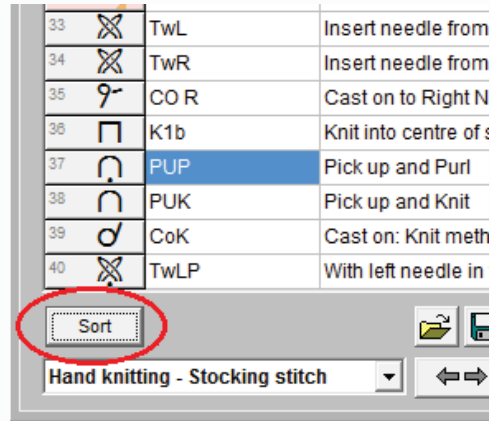 33 TwL Insert needle from
34 TwR Insert needle from
35 CO R Cast on to Right N
36 K1b Knit into centre of s
37 PUP Pick up and Purl
38 PUK Pick up and Knit
39 CoK Cast on: Knit meth
40 TwLP With left needle in
Sort
Hand knitting - Stocking stitch